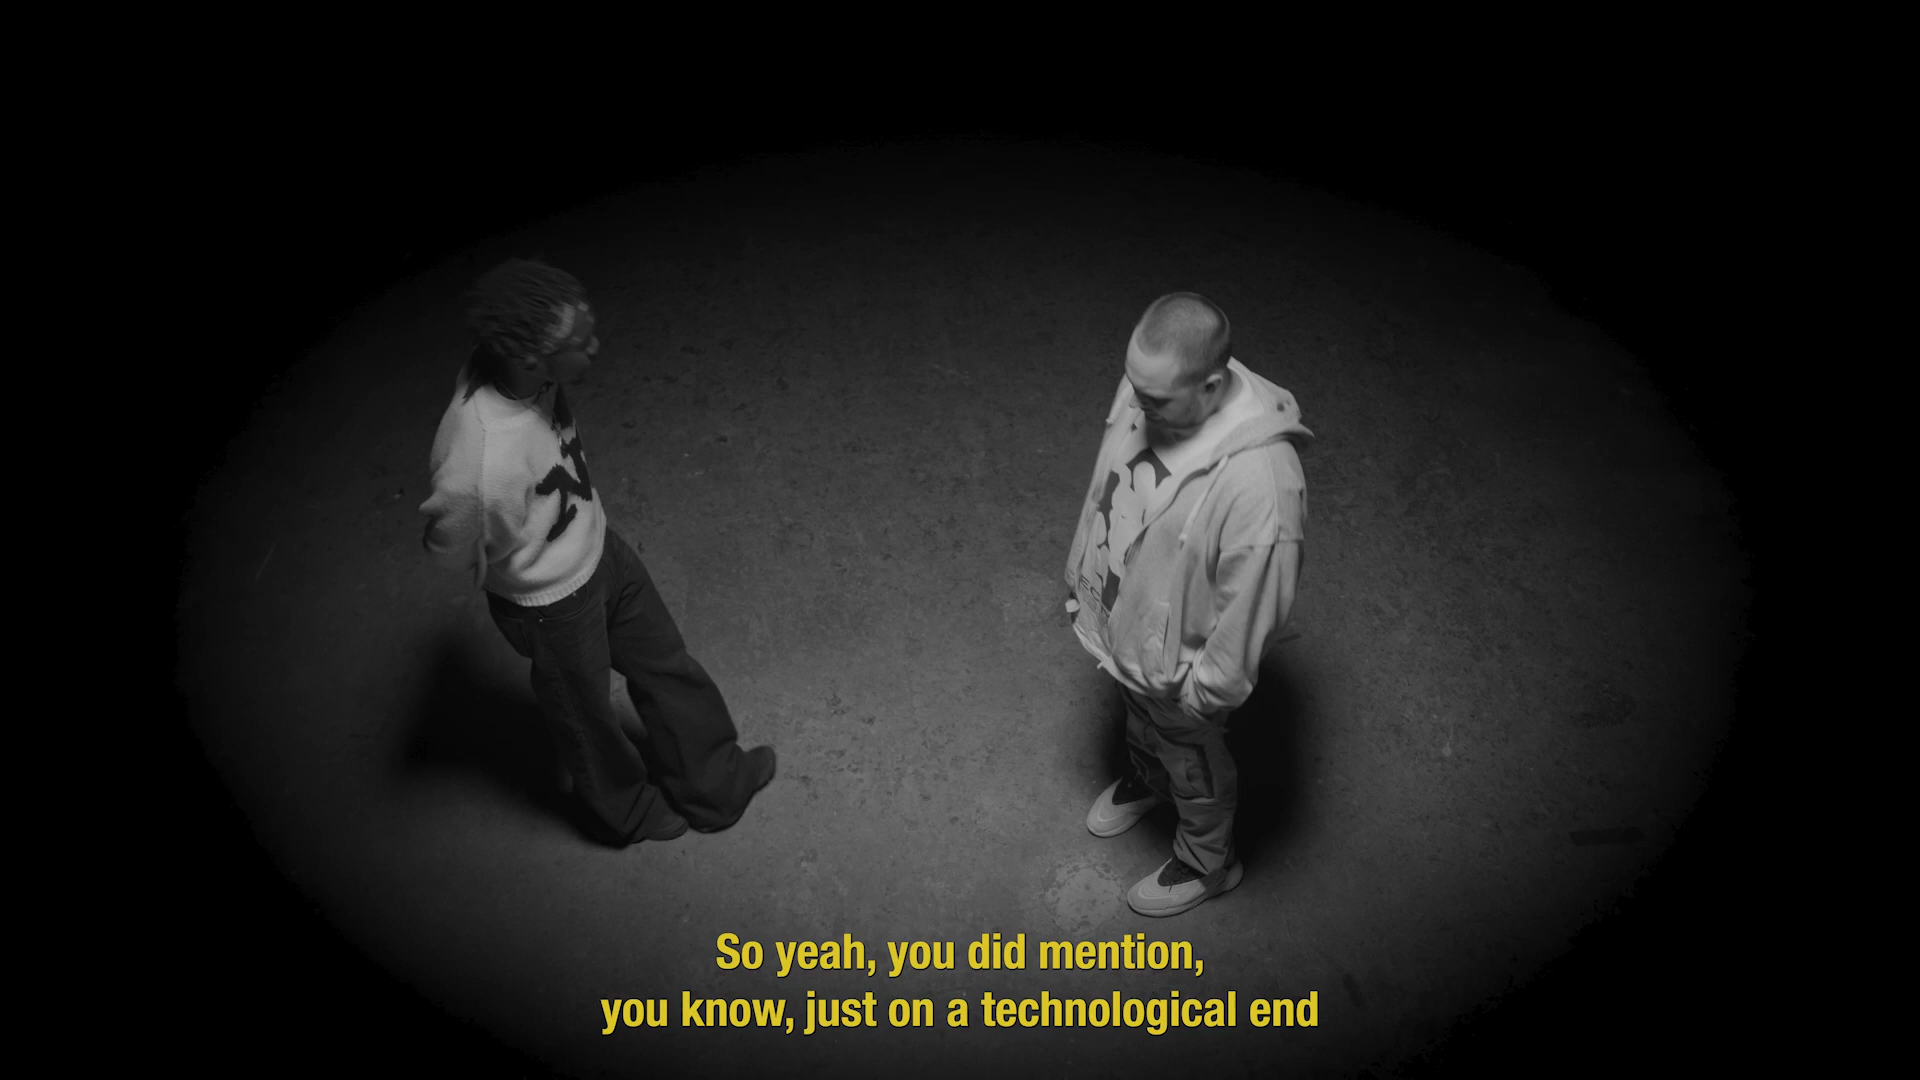 So yeah, you did mention,
you know, just on a technological end